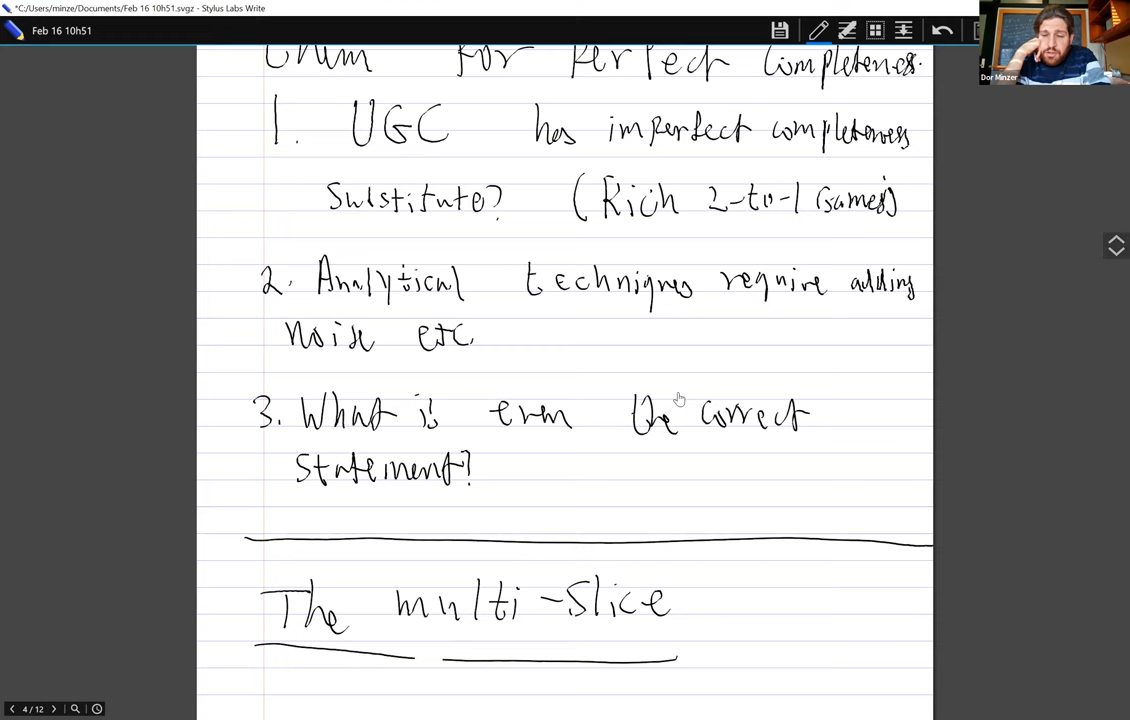 *C:/Users/minze/Documents/Feb 16 10h51.svgz - Stylus Labs Write
Feb 16 10h51
Dor Minzer
for Perfect Completeness.
1. UGC has imperfect completeness
Substitute? (Rich 2-to-1 Games)
2. Analytical techniques require adding
noise etc.
3. What is even the correct
statement?
The multi-slice
4 / 12